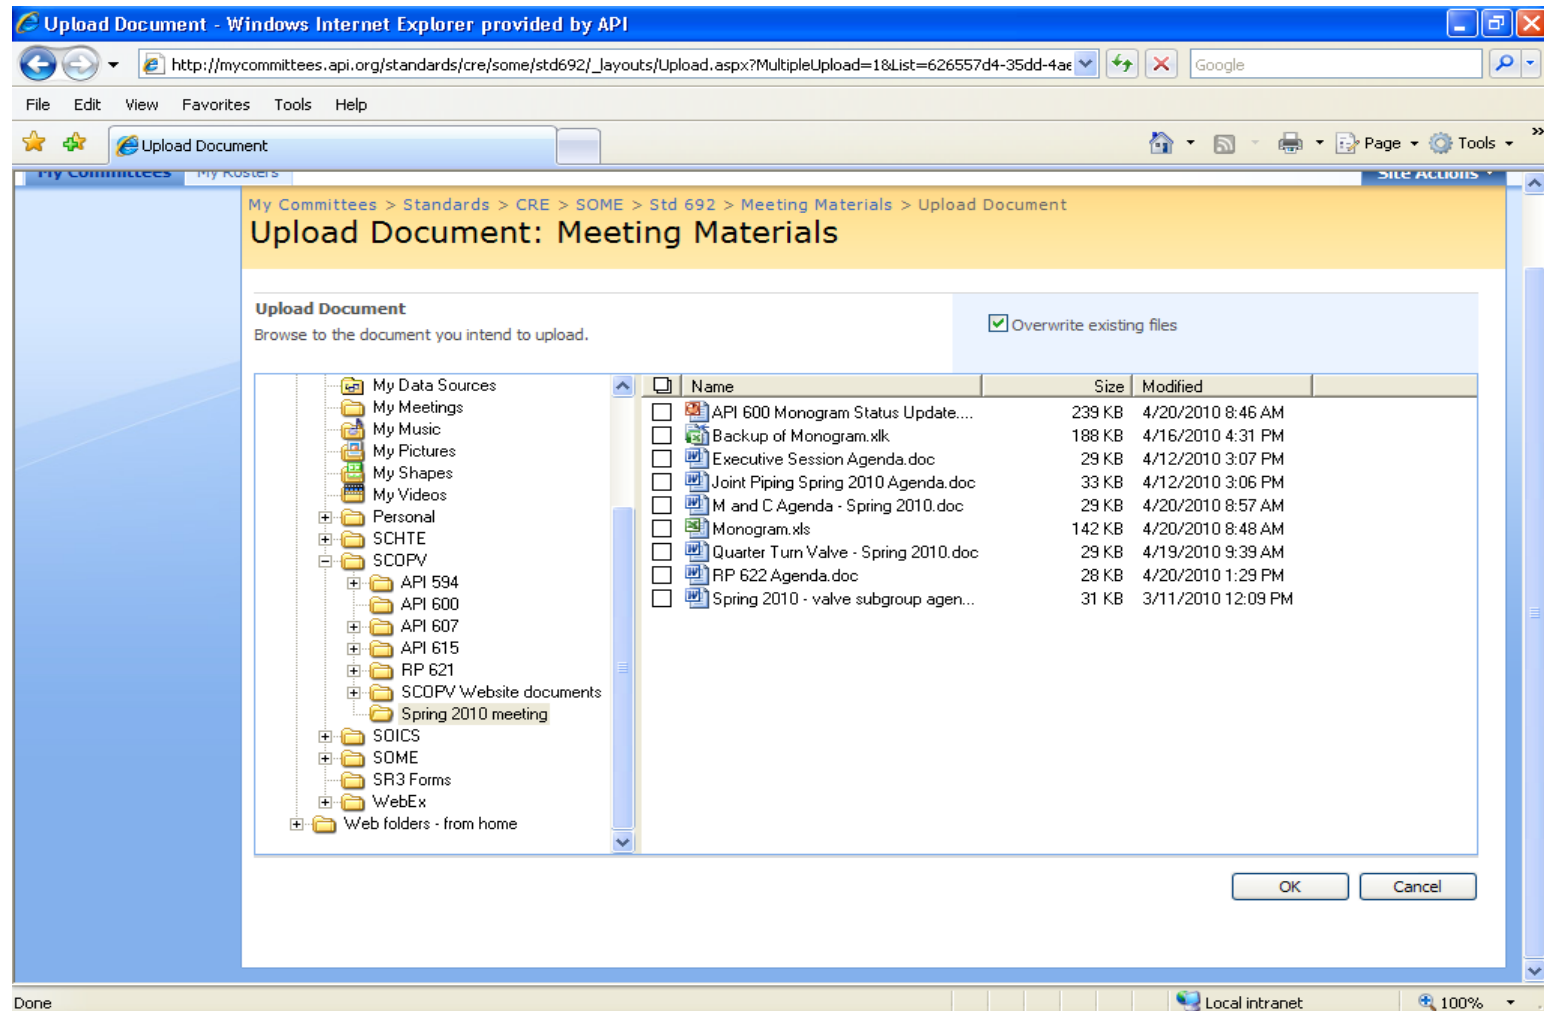 Upload Document - Windows Internet Explorer provided by API
http://mycommittees.api.org/standards/cre/some/std692/_layouts/Upload.aspx?MultipleUpload=1&List=626557d4-35dd-4ae
Google
File Edit View Favorites Tools Help
Upload Document
Page Tools
My Committees My Rosters Site Actions
My Committees > Standards > CRE > SOME > Std 692 > Meeting Materials > Upload Document
Upload Document: Meeting Materials
Upload Document
Browse to the document you intend to upload.
Overwrite existing files
My Data Sources
My Meetings
My Music
My Pictures
My Shapes
My Videos
Personal
SCHTE
SCOPV
API 594
API 600
API 607
API 615
RP 621
SCOPV Website documents
Spring 2010 meeting
SOICS
SOME
SR3 Forms
WebEx
Web folders - from home
Name Size Modified
API 600 Monogram Status Update.... 239 KB 4/20/2010 8:46 AM
Backup of Monogram.xlk 188 KB 4/16/2010 4:31 PM
Executive Session Agenda.doc 29 KB 4/12/2010 3:07 PM
Joint Piping Spring 2010 Agenda.doc 33 KB 4/12/2010 3:06 PM
M and C Agenda - Spring 2010.doc 29 KB 4/20/2010 8:57 AM
Monogram.xls 142 KB 4/20/2010 8:48 AM
Quarter Turn Valve - Spring 2010.doc 29 KB 4/19/2010 9:39 AM
RP 622 Agenda.doc 28 KB 4/20/2010 1:29 PM
Spring 2010 - valve subgroup agen... 31 KB 3/11/2010 12:09 PM
OK Cancel
Done Local intranet 100%